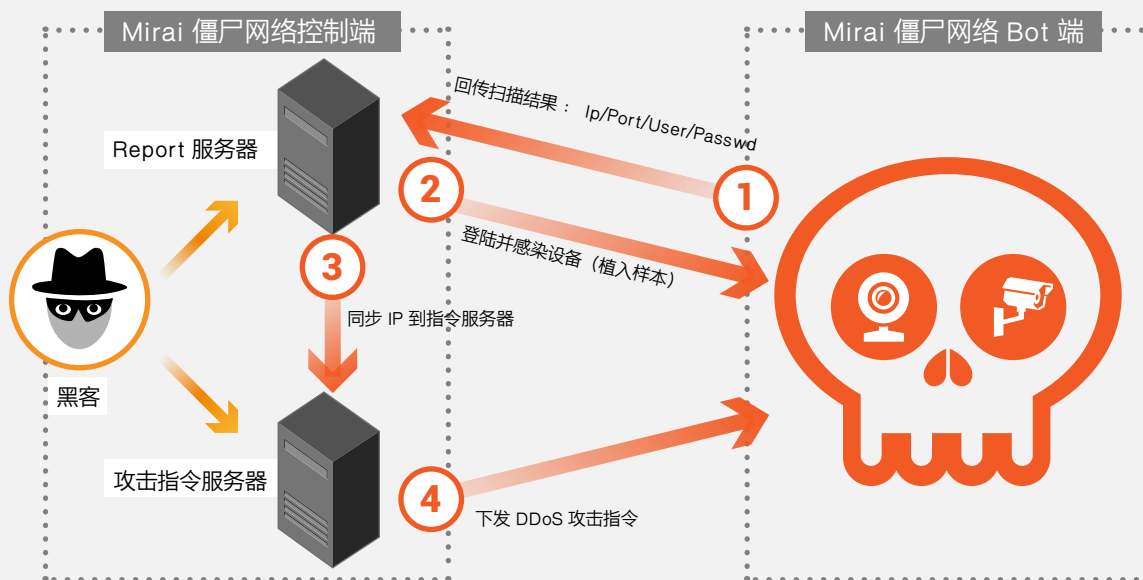 Mirai 僵尸网络控制端
Mirai 僵尸网络 Bot 端
回传扫描结果： Ip/Port/User/Passwd
Report 服务器
2
1
登陆并感染设备（植入样本）
3
同步 IP 到指令服务器
黑客
攻击指令服务器
4
下发 DDoS 攻击指令